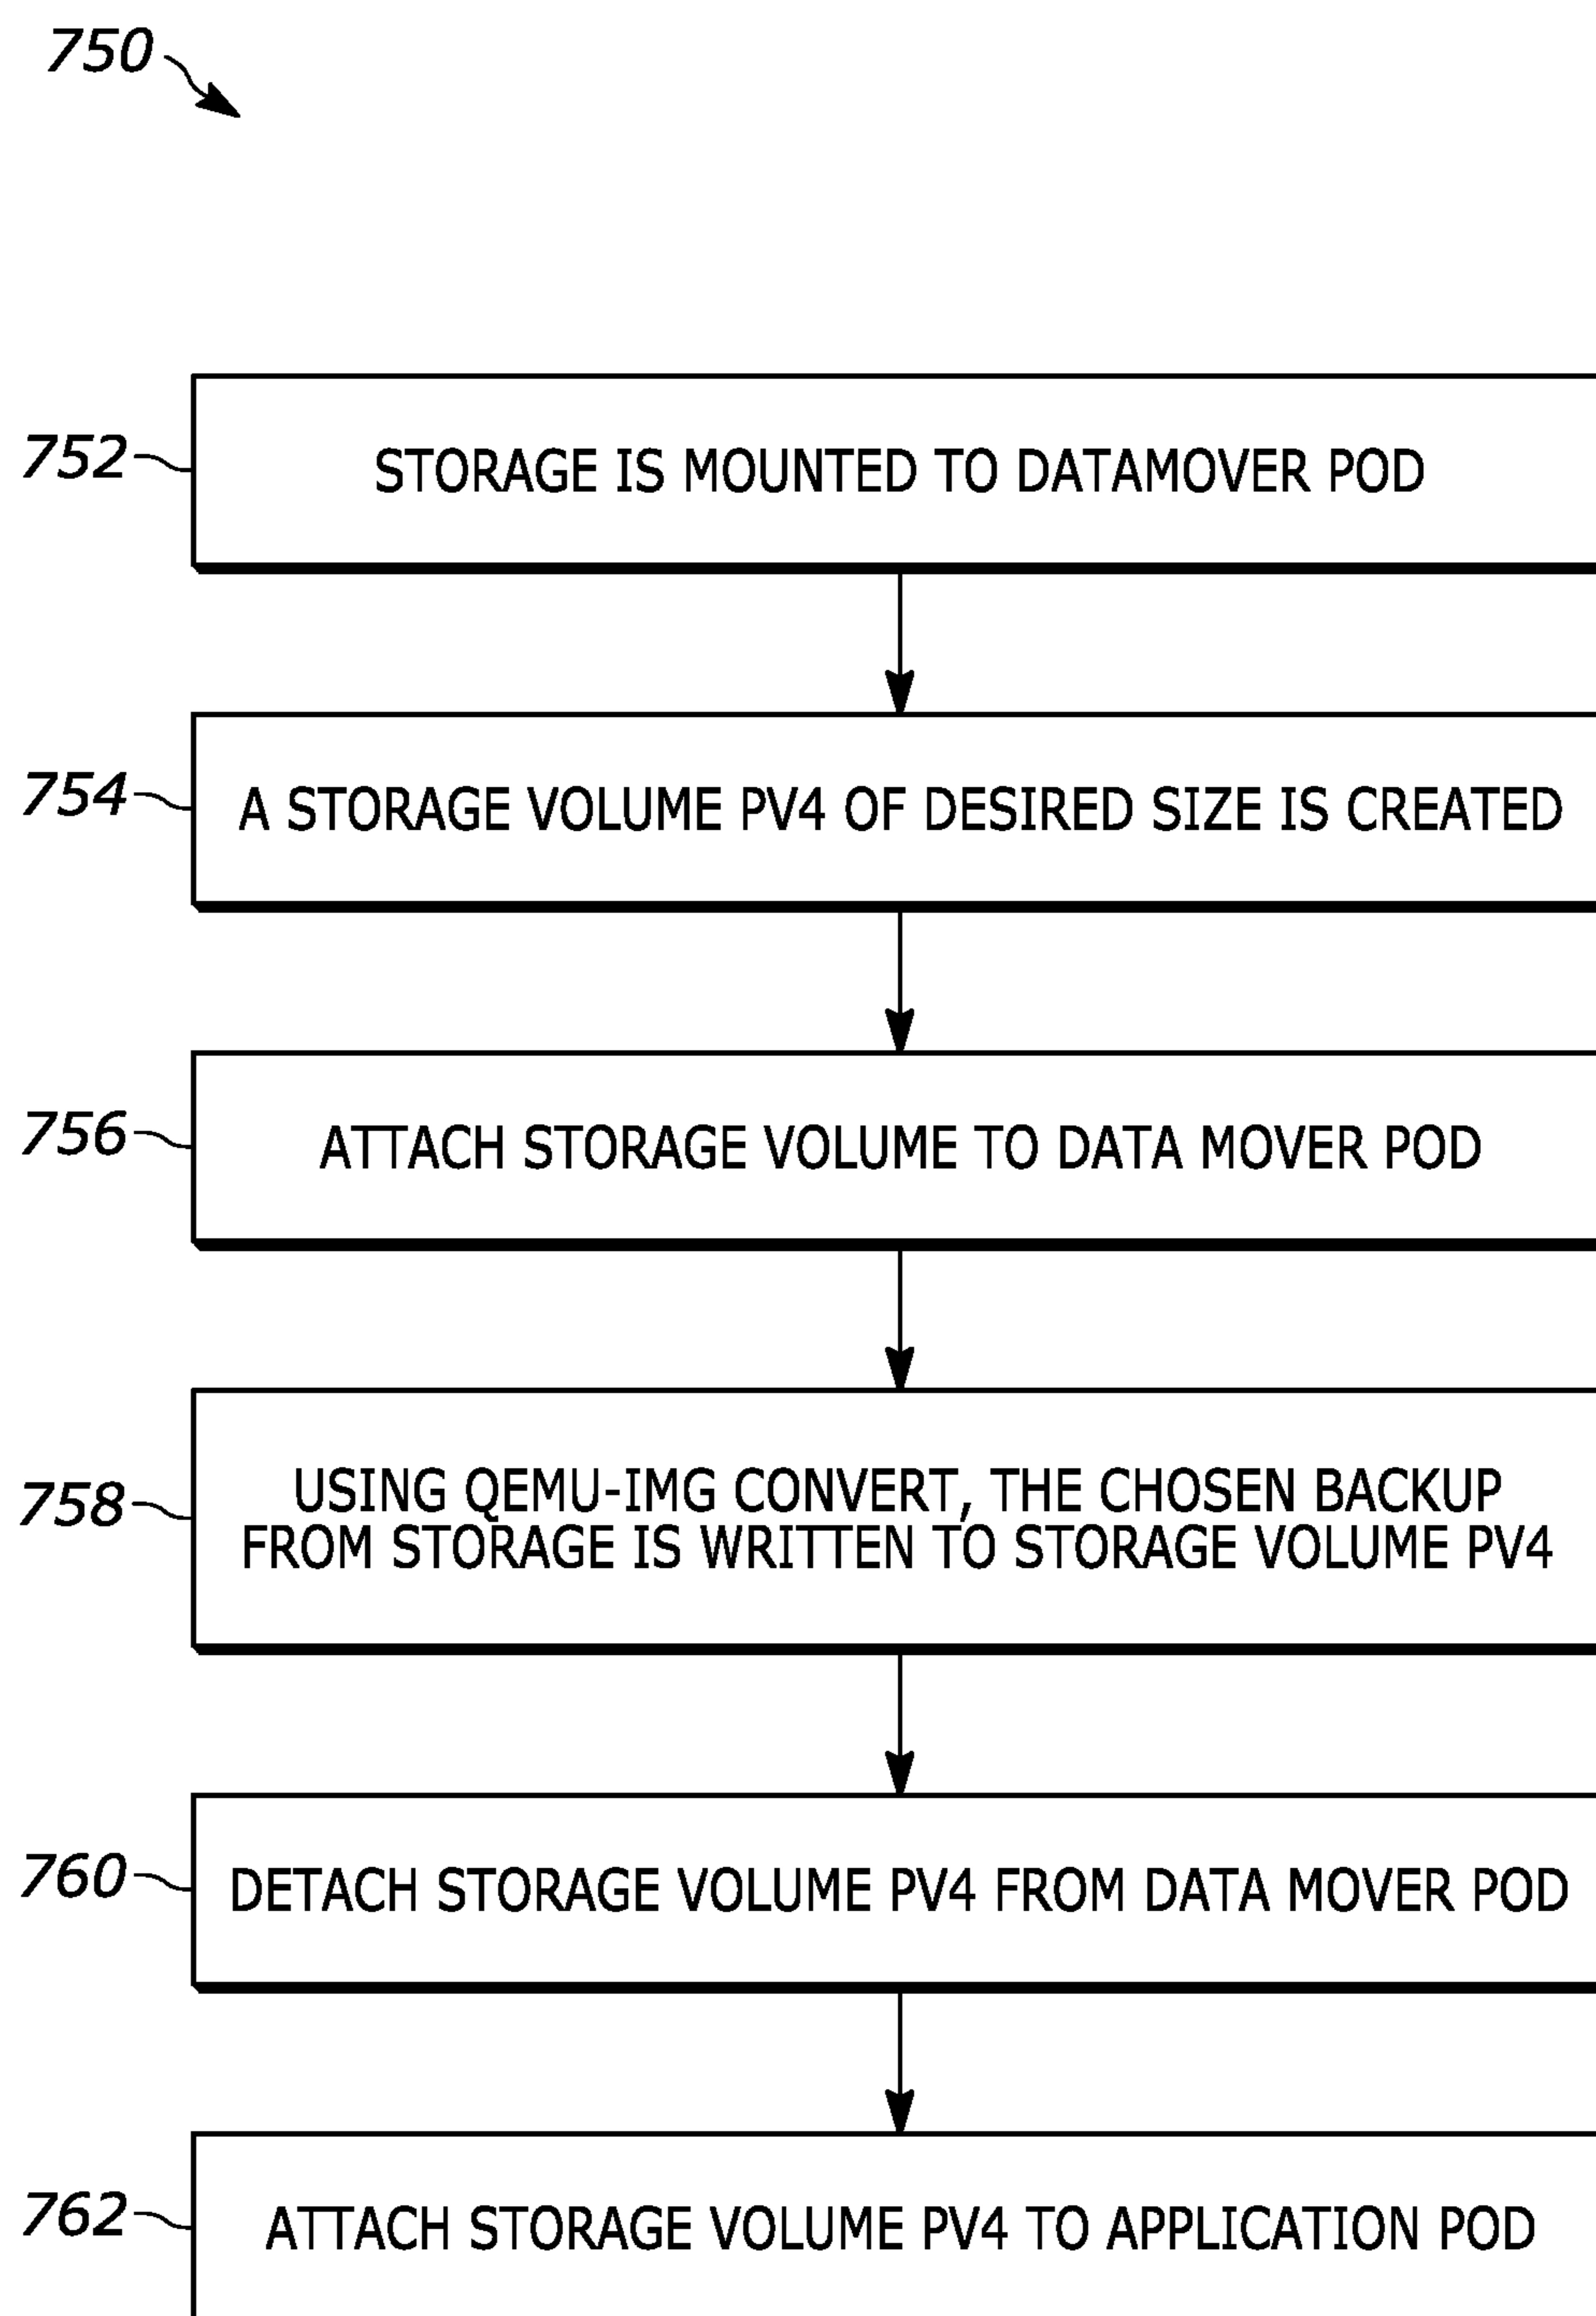 750
752
STORAGE IS MOUNTED TO DATAMOVER POD
754
A STORAGE VOLUME PV4 OF DESIRED SIZE IS CREATED
756
ATTACH STORAGE VOLUME TO DATA MOVER POD
758
USING QEMU-IMG CONVERT, THE CHOSEN BACKUP
FROM STORAGE IS WRITTEN TO STORAGE VOLUME PV4
760
DETACH STORAGE VOLUME PV4 FROM DATA MOVER POD
762
ATTACH STORAGE VOLUME PV4 TO APPLICATION POD